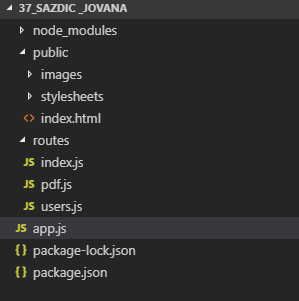 37_SAZDIC _JOVANA
node_modules
public
images
stylesheets
<> index.html
routes
JS index.js
JS pdf.js
JS users.js
JS app.js
{} package-lock.json
{} package.json